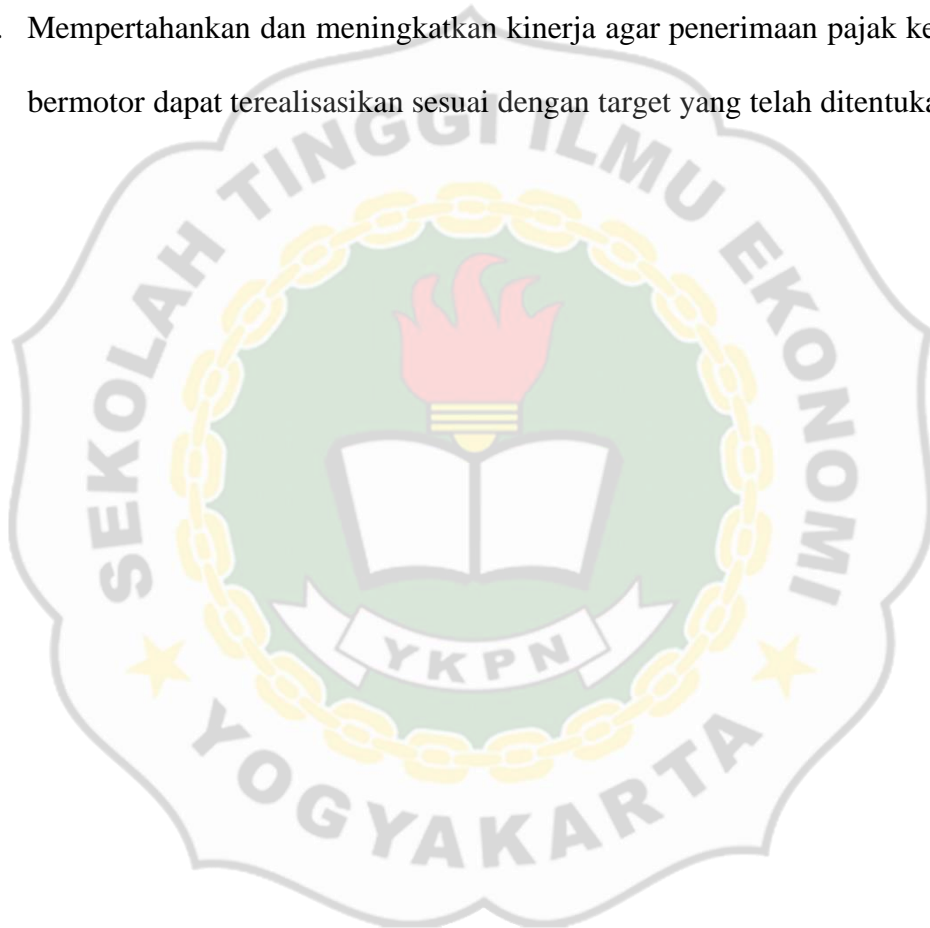 . Mempertahankan dan meningkatkan kinerja agar penerimaan pajak ke
bermotor dapat terealisasikan sesuai dengan target yang telah ditentuka
SEKOLAH TINGGI ILMU EKONOMI
YKPN
YOGYAKARTA